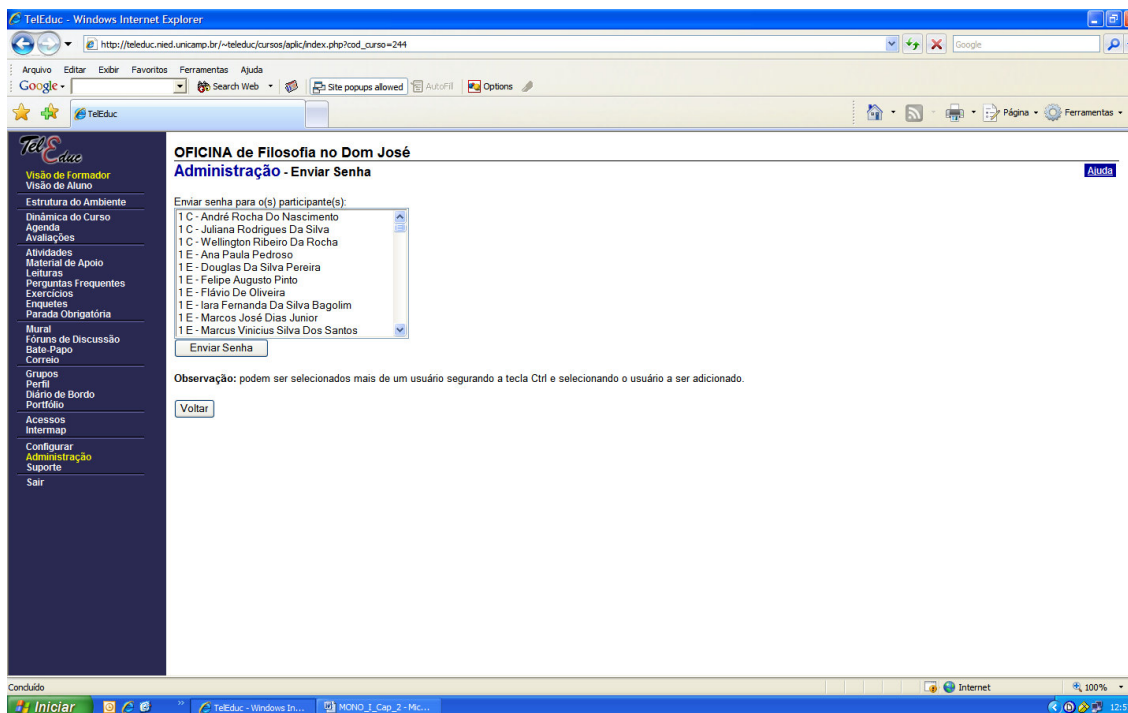 TelEduc - Windows Internet Explorer
http://teleduc.nied.unicamp.br/~teleduc/cursos/aplic/index.php?cod_curso=244
Google
Arquivo Editar Exibir Favoritos Ferramentas Ajuda
Google Search Web Site popups allowed AutoFill Options
TelEduc Página Ferramentas
TelEduc
Visão de Formador
Visão de Aluno
Estrutura do Ambiente
Dinâmica do Curso
Agenda
Avaliações
Atividades
Material de Apoio
Leituras
Perguntas Frequentes
Exercícios
Enquetes
Parada Obrigatória
Mural
Fóruns de Discussão
Bate-Papo
Correio
Grupos
Perfil
Diário de Bordo
Portfólio
Acessos
Intermap
Configurar
Administração
Suporte
Sair
OFICINA de Filosofia no Dom José
Administração - Enviar Senha
Ajuda
Enviar senha para o(s) participante(s):
1 C - André Rocha Do Nascimento
1 C - Juliana Rodrigues Da Silva
1 C - Wellington Ribeiro Da Rocha
1 E - Ana Paula Pedroso
1 E - Douglas Da Silva Pereira
1 E - Felipe Augusto Pinto
1 E - Flávio De Oliveira
1 E - Iara Fernanda Da Silva Bagolim
1 E - Marcos José Dias Junior
1 E - Marcus Vinicius Silva Dos Santos
Enviar Senha
Observação: podem ser selecionados mais de um usuário segurando a tecla Ctrl e selecionando o usuário a ser adicionado.
Voltar
Concluído Internet 100%
Iniciar TelEduc - Windows In... MONO_I_Cap_2 - Mic...